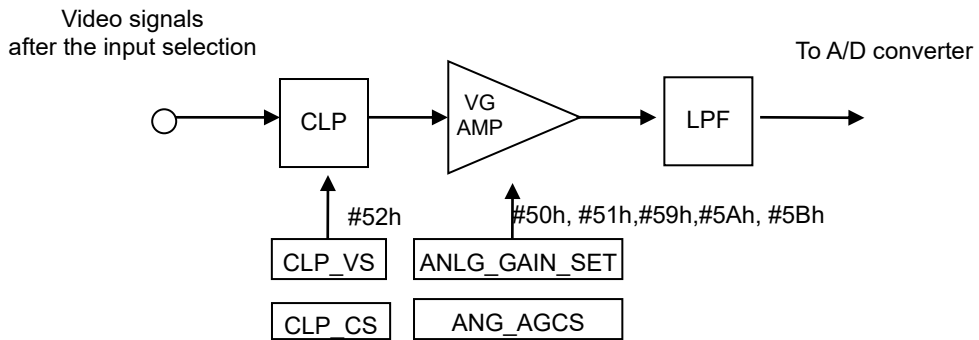 Video signals
after the input selection
To A/D converter
CLP
VG
AMP
LPF
#52h
#50h, #51h,#59h,#5Ah, #5Bh
CLP_VS
ANLG_GAIN_SET
CLP_CS
ANG_AGCS